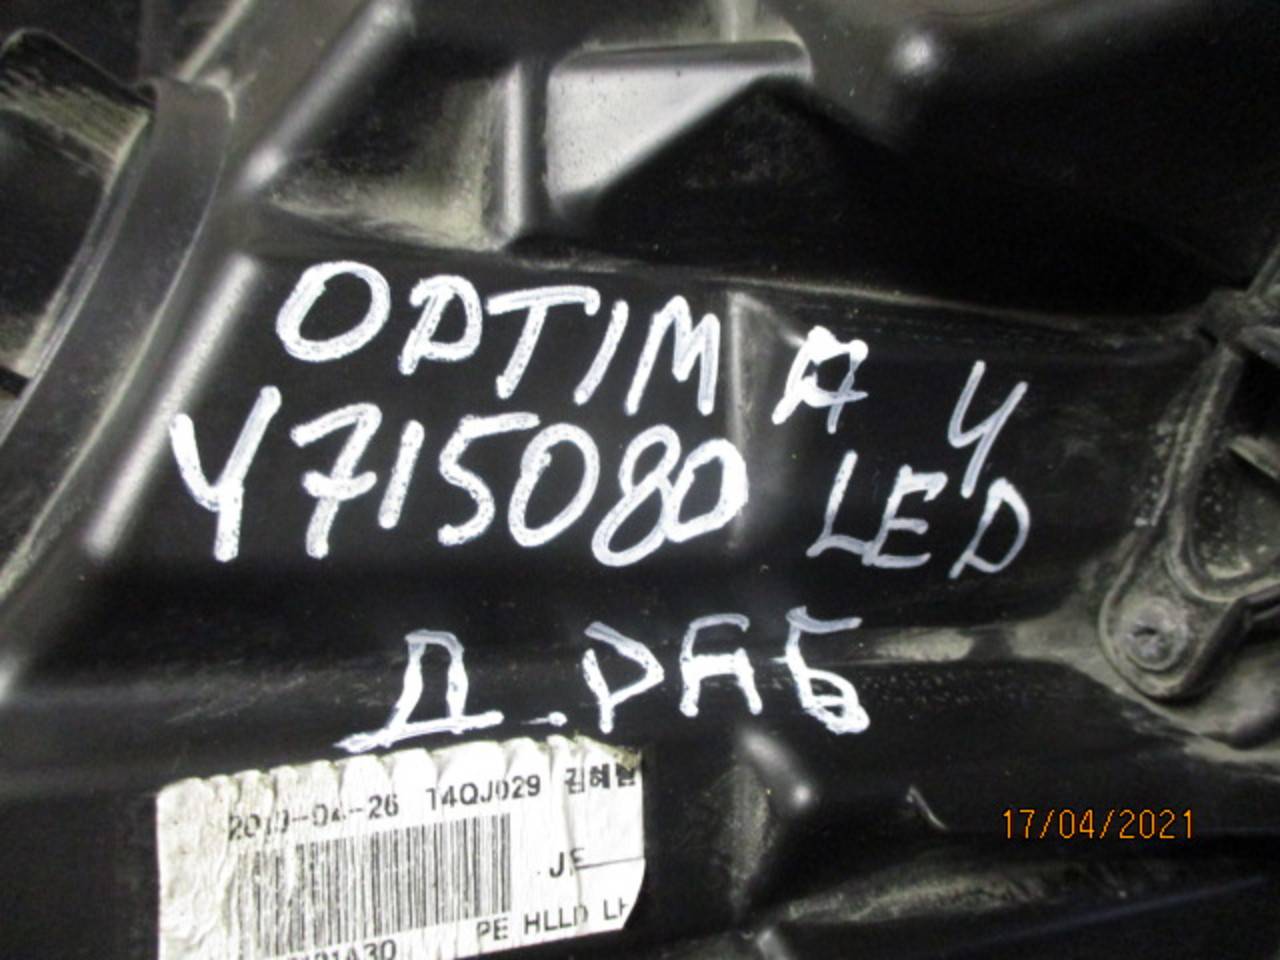 OPTIMA 4
Y715080 LED
Д. РАБ
14QJ029
PE HLLD LH
17/04/2021